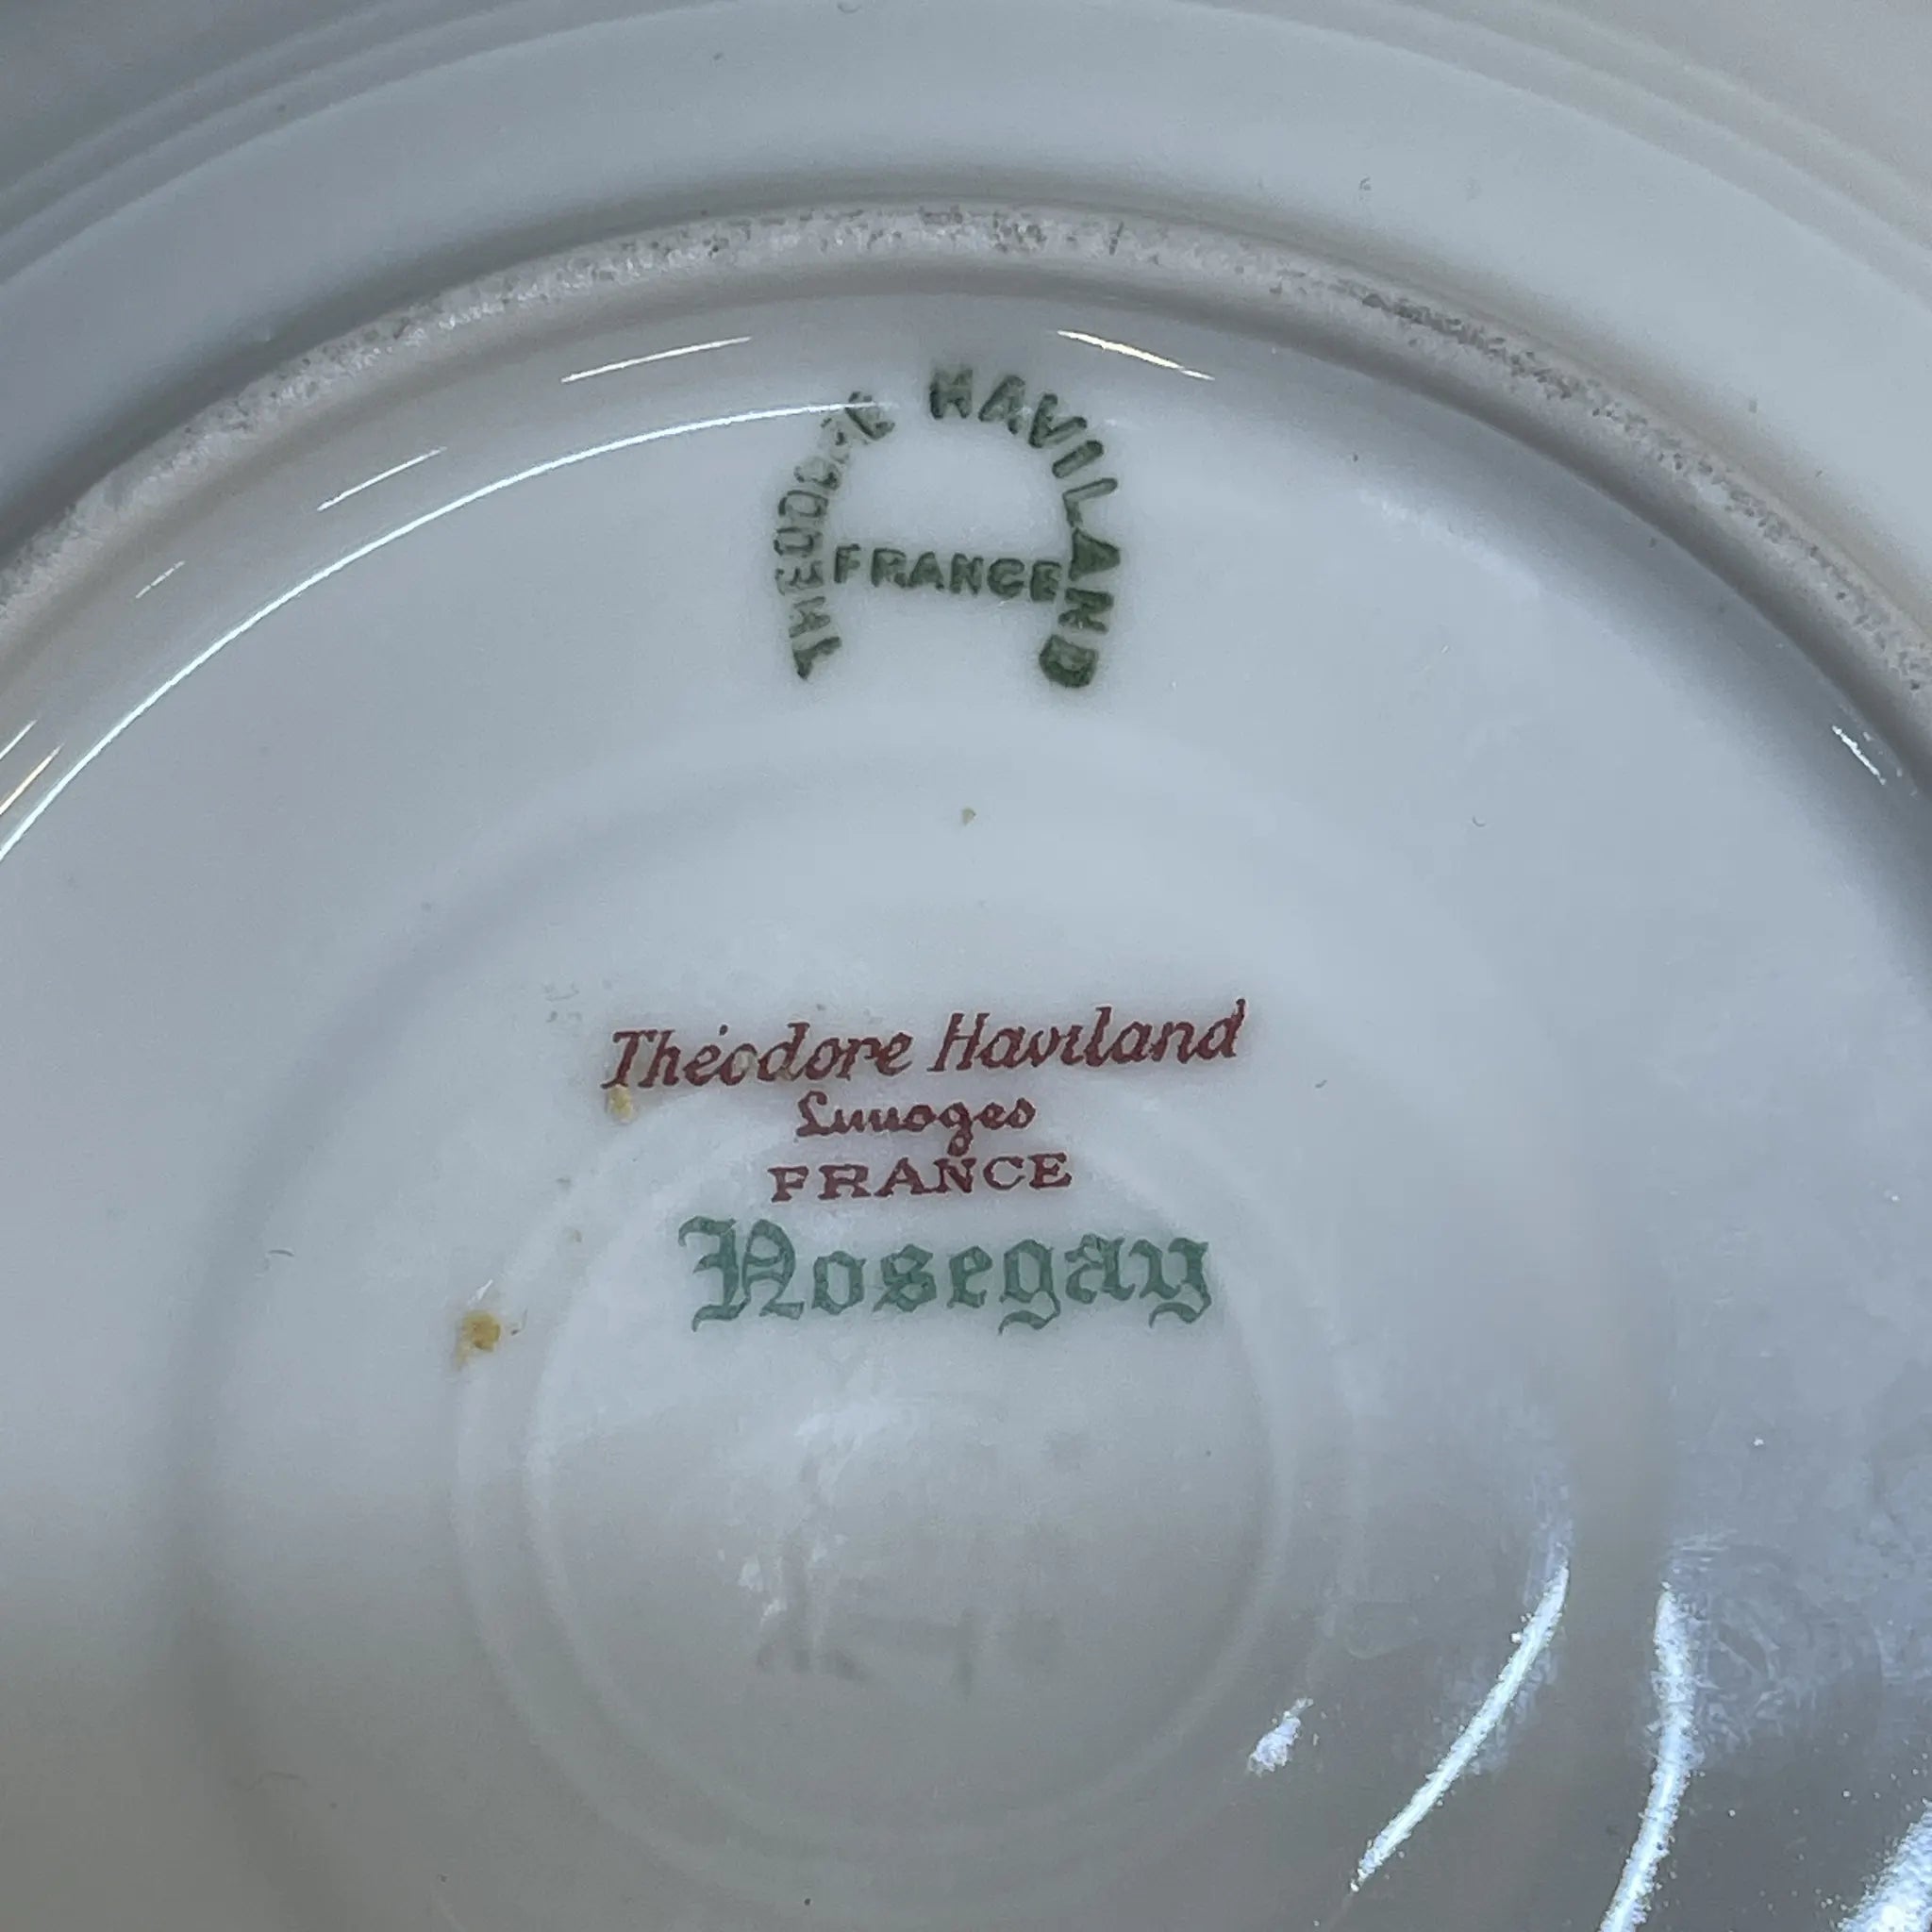 THEODORE HAVILAND
FRANCE
Théodore Haviland
Limoges
FRANCE
Nosegay